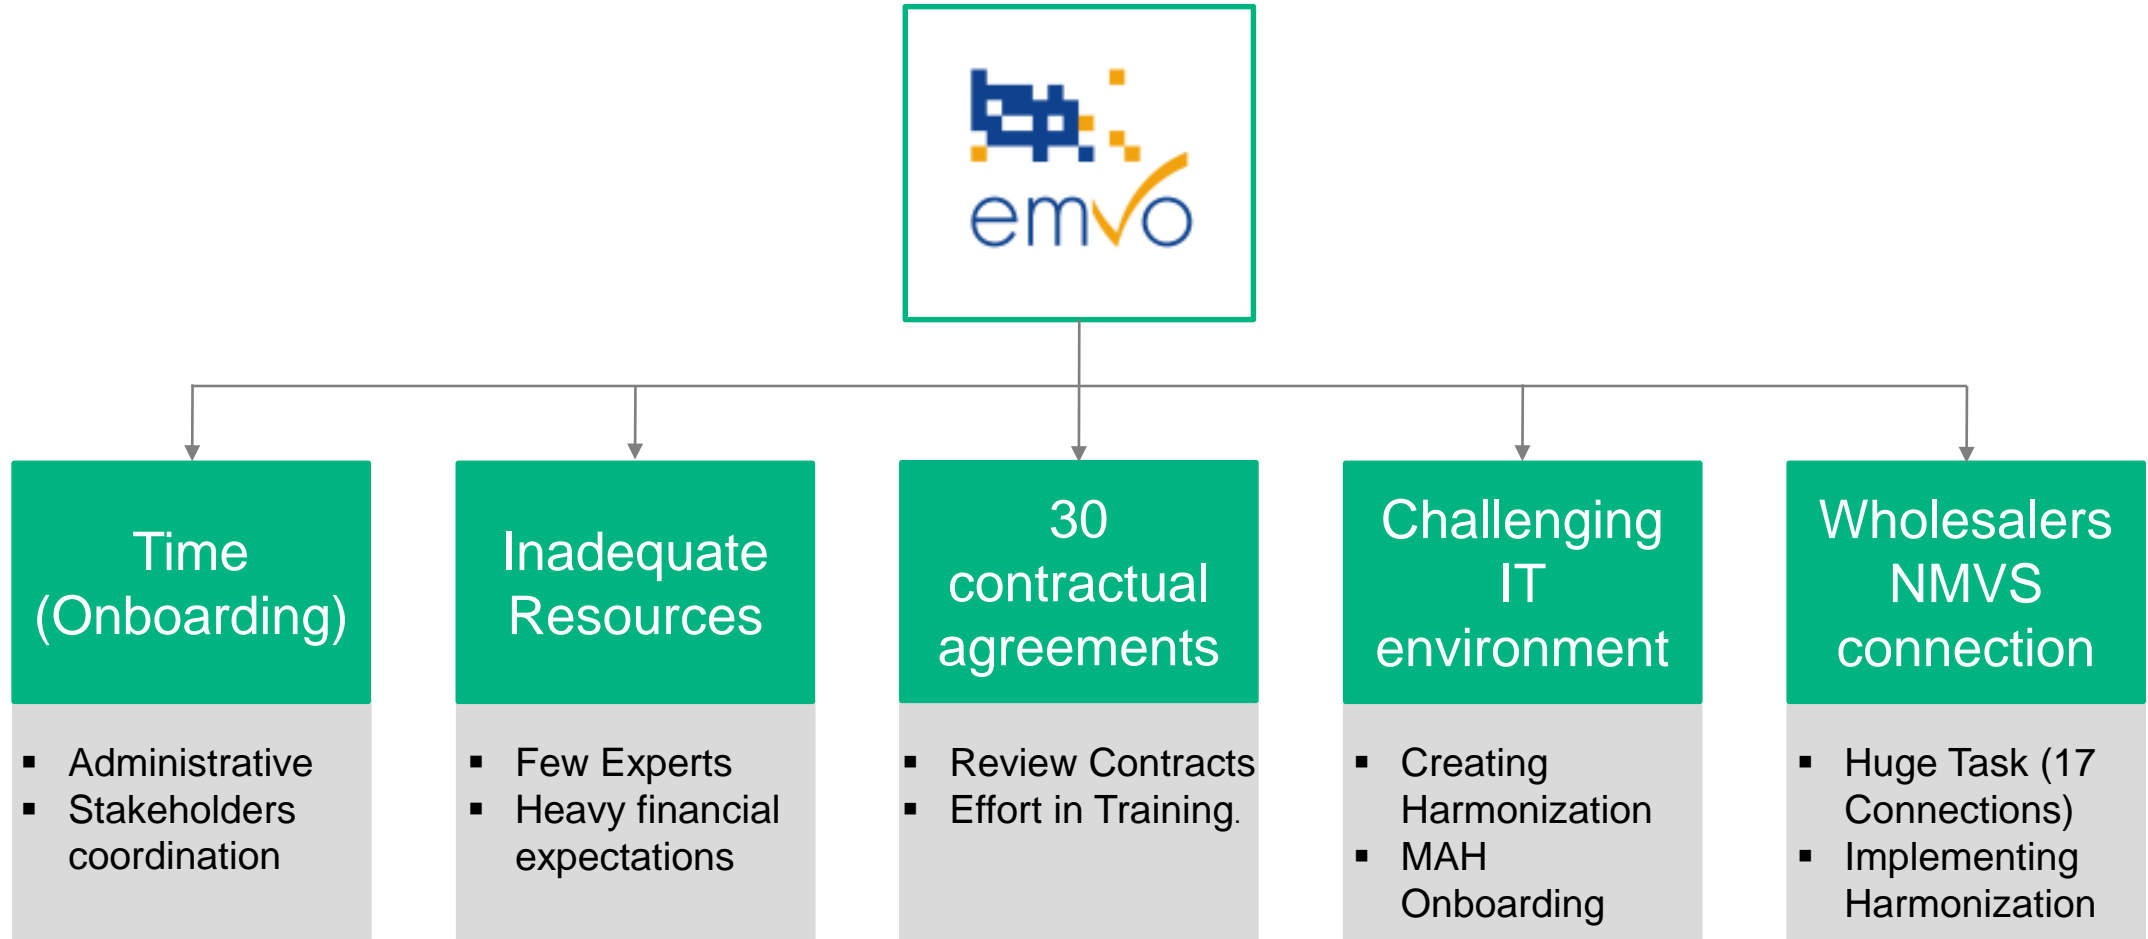 emvo
Time
(Onboarding)
Inadequate
Resources
30
contractual
agreements
Challenging
IT
environment
Wholesalers
NMVS
connection
▪ Administrative
▪ Stakeholders
coordination
▪ Few Experts
▪ Heavy financial
expectations
▪ Review Contracts
▪ Effort in Training.
▪ Creating
Harmonization
▪ MAH
Onboarding
▪ Huge Task (17
Connections)
▪ Implementing
Harmonization